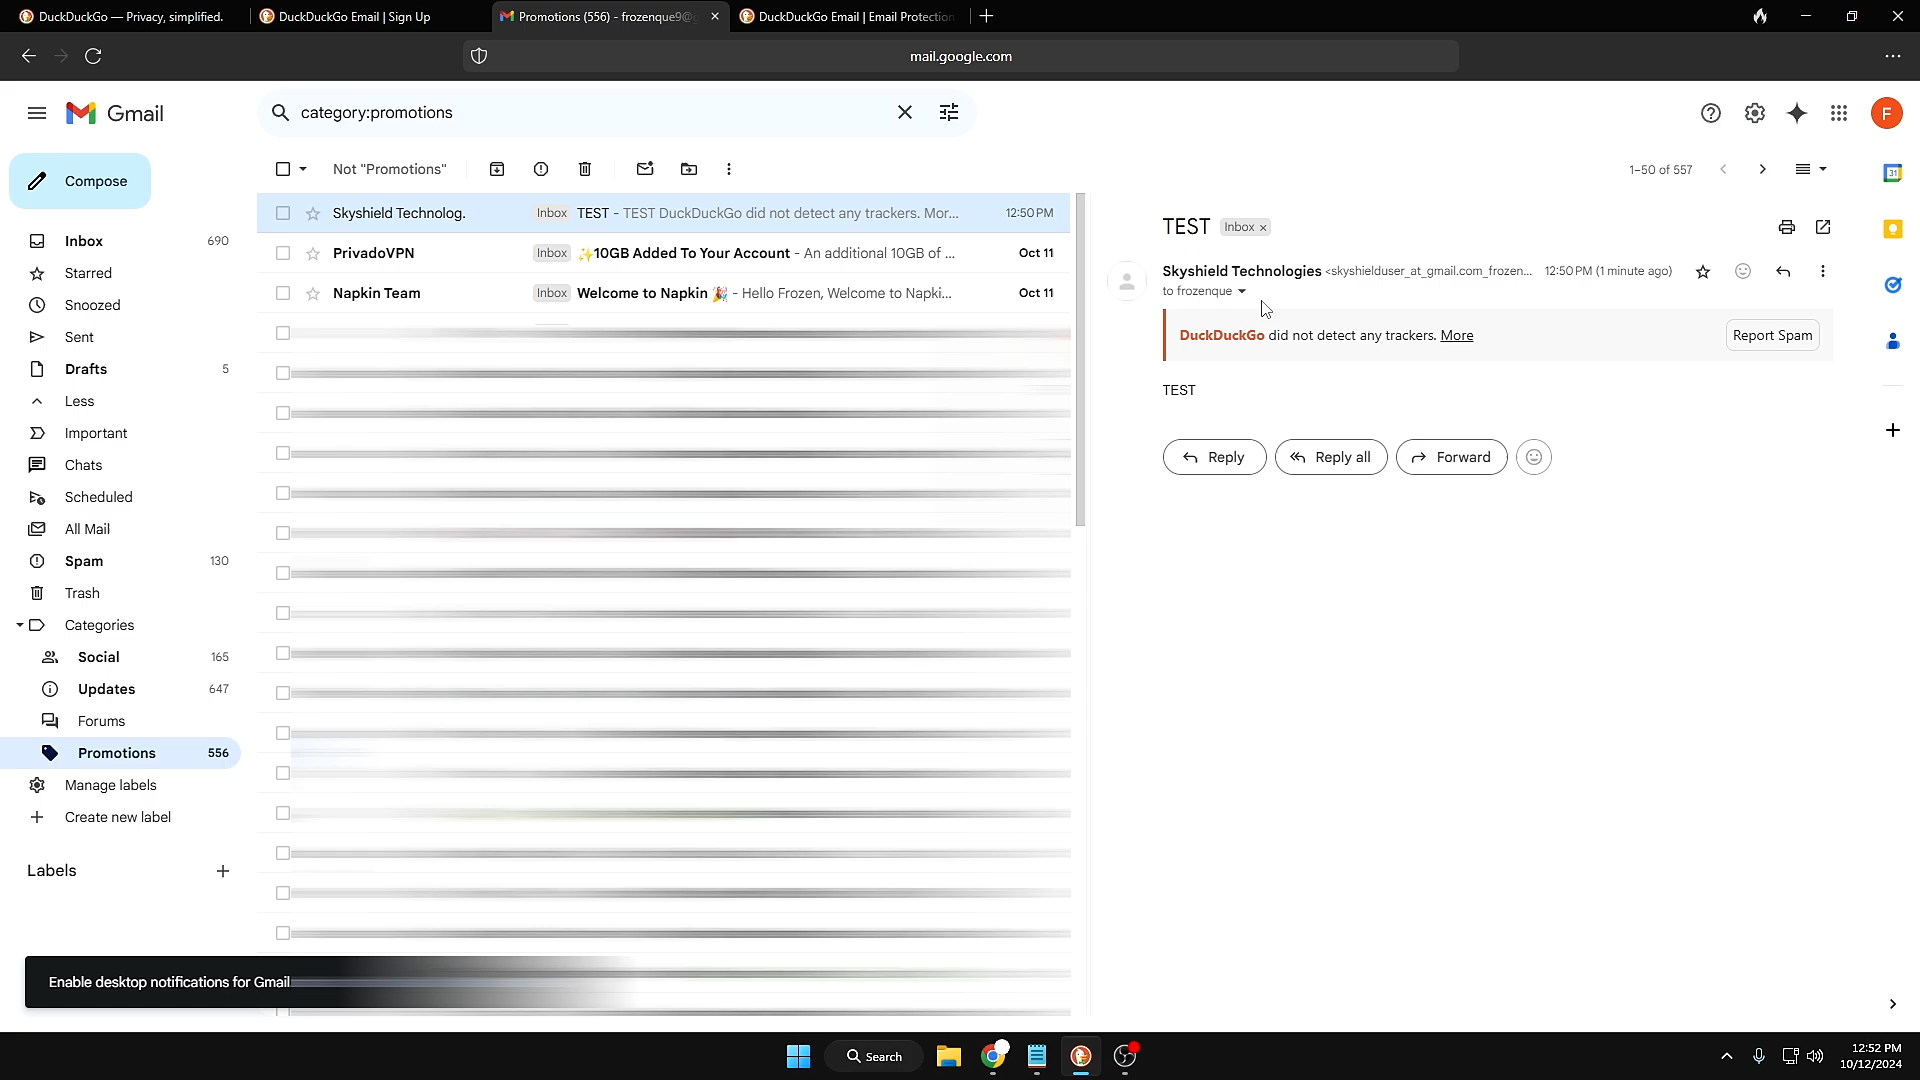 DuckDuckGo — Privacy, simplified.
DuckDuckGo Email | Sign Up
Promotions (556) - frozenque9@
DuckDuckGo Email | Email Protection
mail.google.com
Gmail
category:promotions
F
Compose
Not "Promotions"
1–50 of 557
31
Inbox 690
Starred
Snoozed
Sent
Drafts 5
Less
Important
Chats
Scheduled
All Mail
Spam 130
Trash
Categories
Social 165
Updates 647
Forums
Promotions 556
Manage labels
Create new label
Labels
Skyshield Technolog. Inbox TEST - TEST DuckDuckGo did not detect any trackers. Mor... 12:50 PM
PrivadoVPN Inbox ✨10GB Added To Your Account - An additional 10GB of ... Oct 11
Napkin Team Inbox Welcome to Napkin 🎉 - Hello Frozen, Welcome to Napki... Oct 11
TEST Inbox x
Skyshield Technologies <skyshielduser_at_gmail.com_frozen... 12:50 PM (1 minute ago)
to frozenque
DuckDuckGo did not detect any trackers. More
Report Spam
TEST
Reply
Reply all
Forward
Enable desktop notifications for Gmail
Search
12:52 PM
10/12/2024